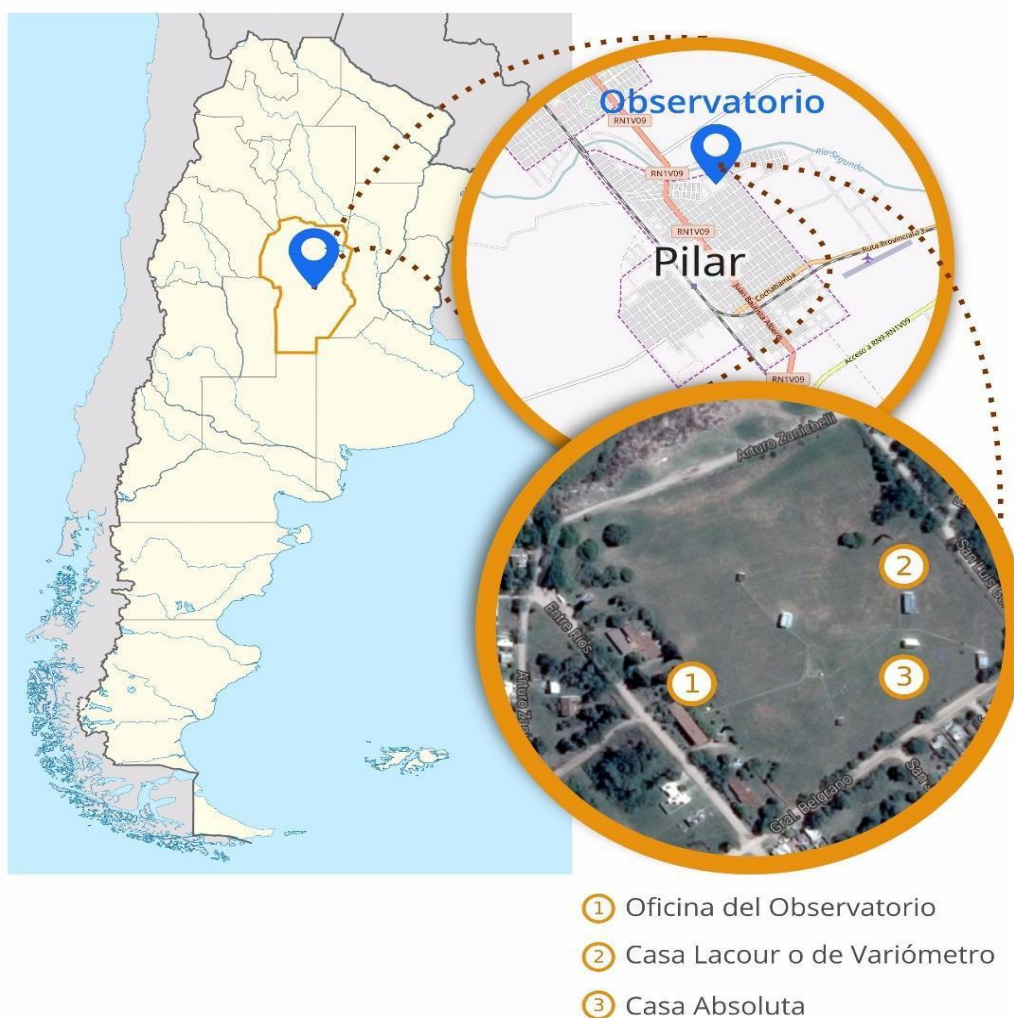 Observatorio
RN1V09
Río Segundo
RN1V09
RN1V09
Pilar
Ruta Provincial 3
Cochabamba
Juan Bautista Alberdi
Acceso a RN9-RN1V09
RN1V09
Arturo Zanichelli
2
San Luis
Entre Ríos
1
3
Arturo
Gral. Belgrano
1 Oficina del Observatorio
2 Casa Lacour o de Variómetro
3 Casa Absoluta